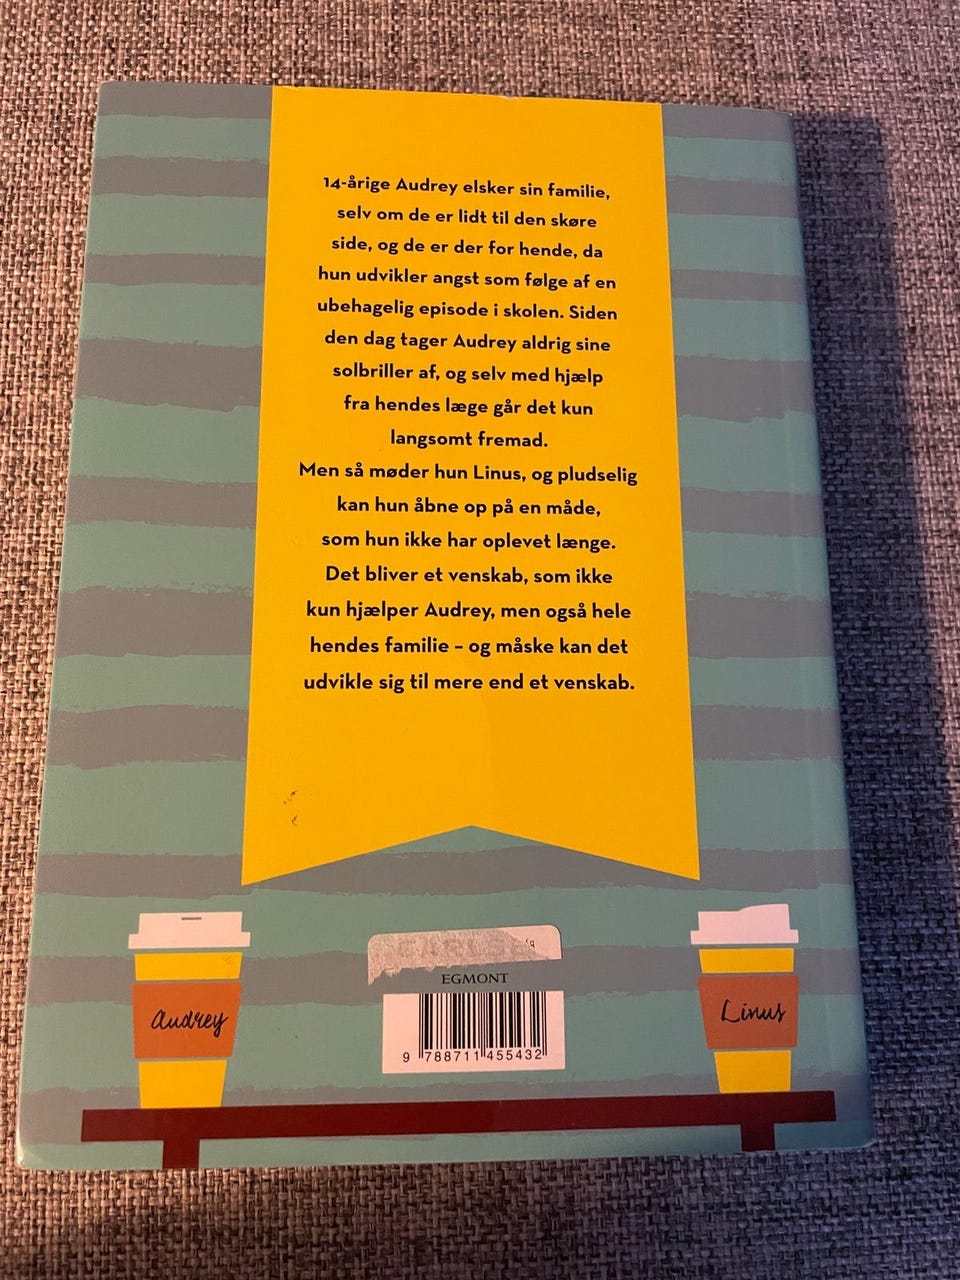 14-årige Audrey elsker sin familie,
selv om de er lidt til den skøre
side, og de er der for hende, da
hun udvikler angst som følge af en
ubehagelig episode i skolen. Siden
den dag tager Audrey aldrig sine
solbriller af, og selv med hjælp
fra hendes læge går det kun
langsomt fremad.
Men så møder hun Linus, og pludselig
kan hun åbne op på en måde,
som hun ikke har oplevet længe.
Det bliver et venskab, som ikke
kun hjælper Audrey, men også hele
hendes familie – og måske kan det
udvikle sig til mere end et venskab.
Audrey
Linus
EGMONT
9 788711 455432